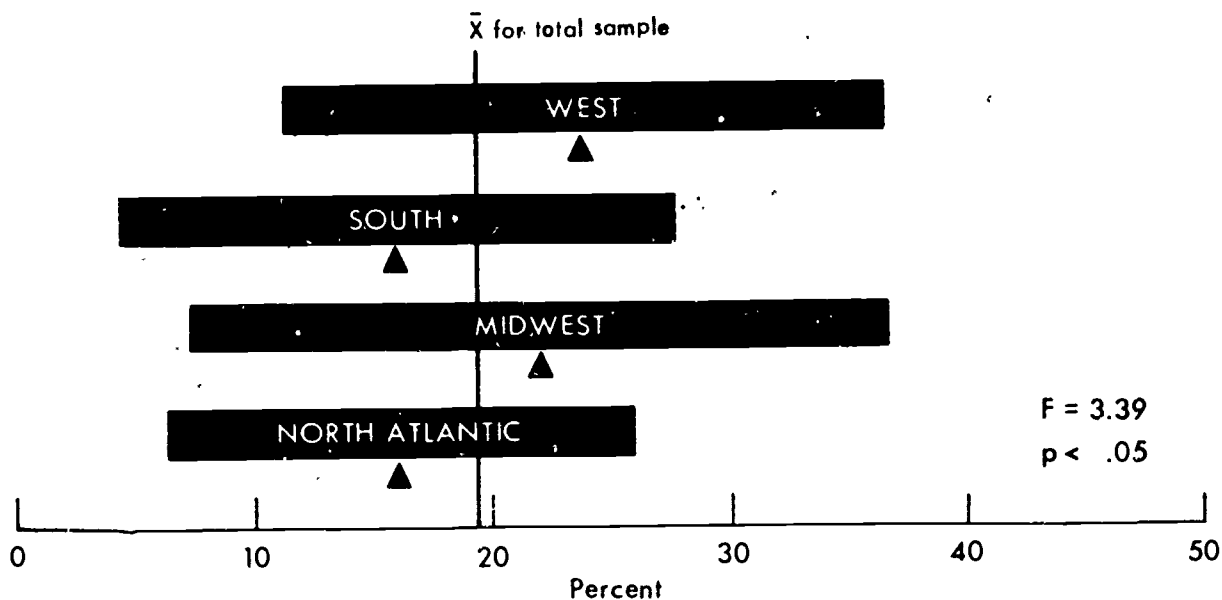 X̄ for total sample
WEST
SOUTH
MIDWEST
NORTH ATLANTIC
F = 3.39
p < .05
0 10 20 30 40 50
Percent